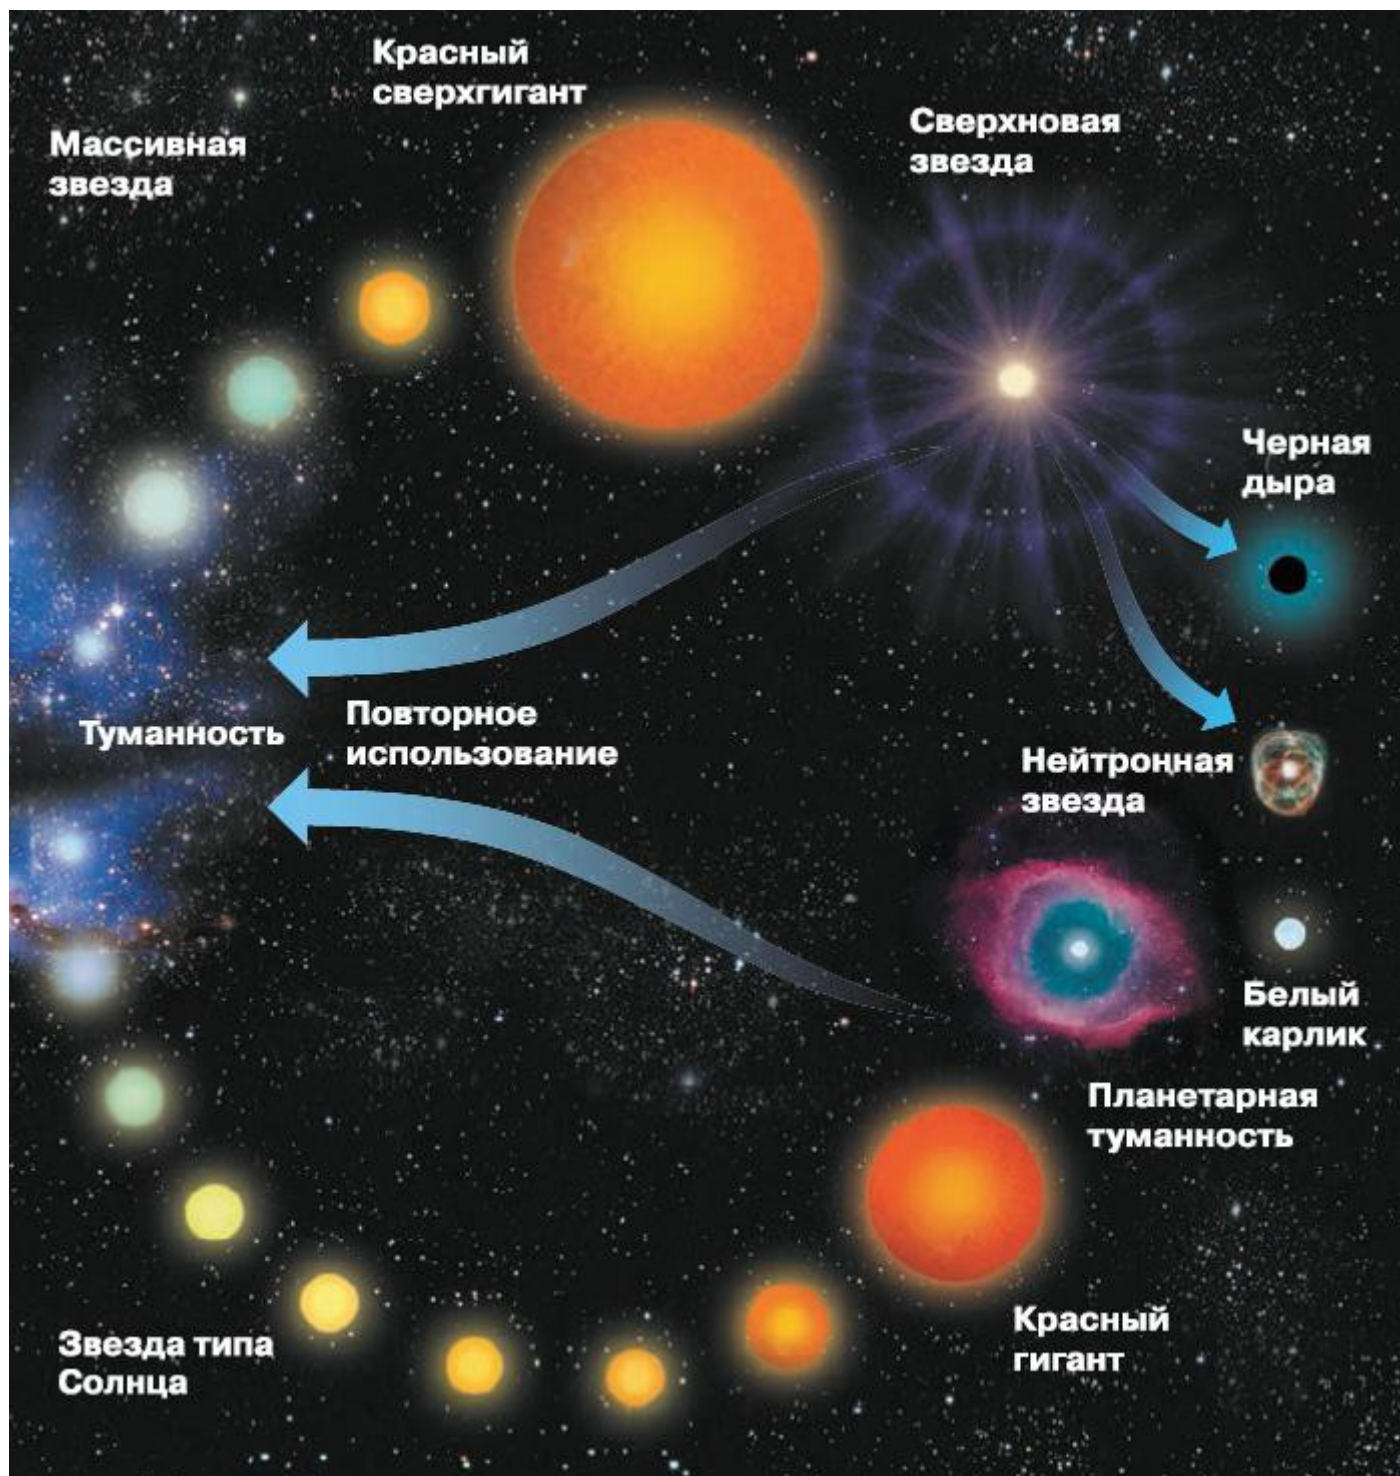 Красный
сверхгигант
Сверхновая
звезда
Массивная
звезда
Черная
дыра
Туманность
Повторное
использование
Нейтронная
звезда
Белый
карлик
Планетарная
туманность
Красный
гигант
Звезда типа
Солнца